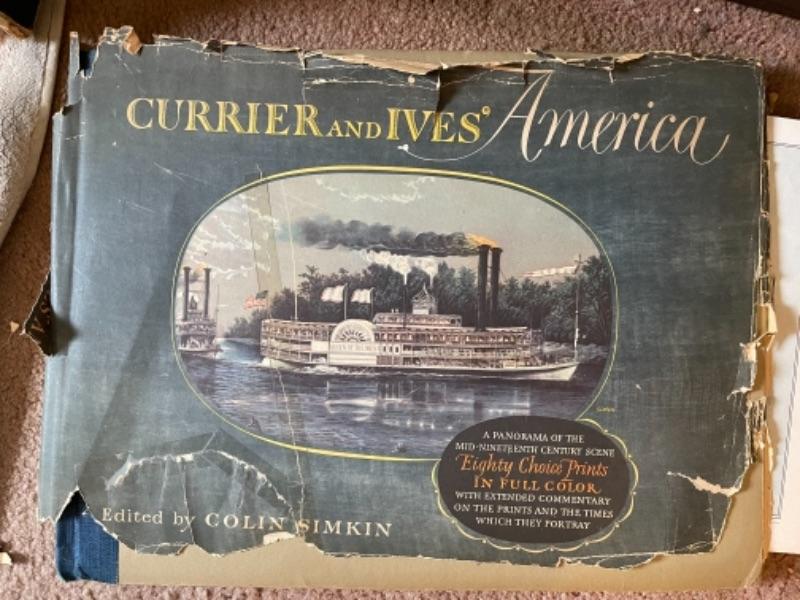 CURRIER AND IVES' America
A PANORAMA OF THE
MID-NINETEENTH CENTURY SCENE
Eighty Choice Prints
IN FULL COLOR
WITH EXTENDED COMMENTARY
ON THE PRINTS AND THE TIMES
WHICH THEY PORTRAY
Edited by COLIN SIMKIN